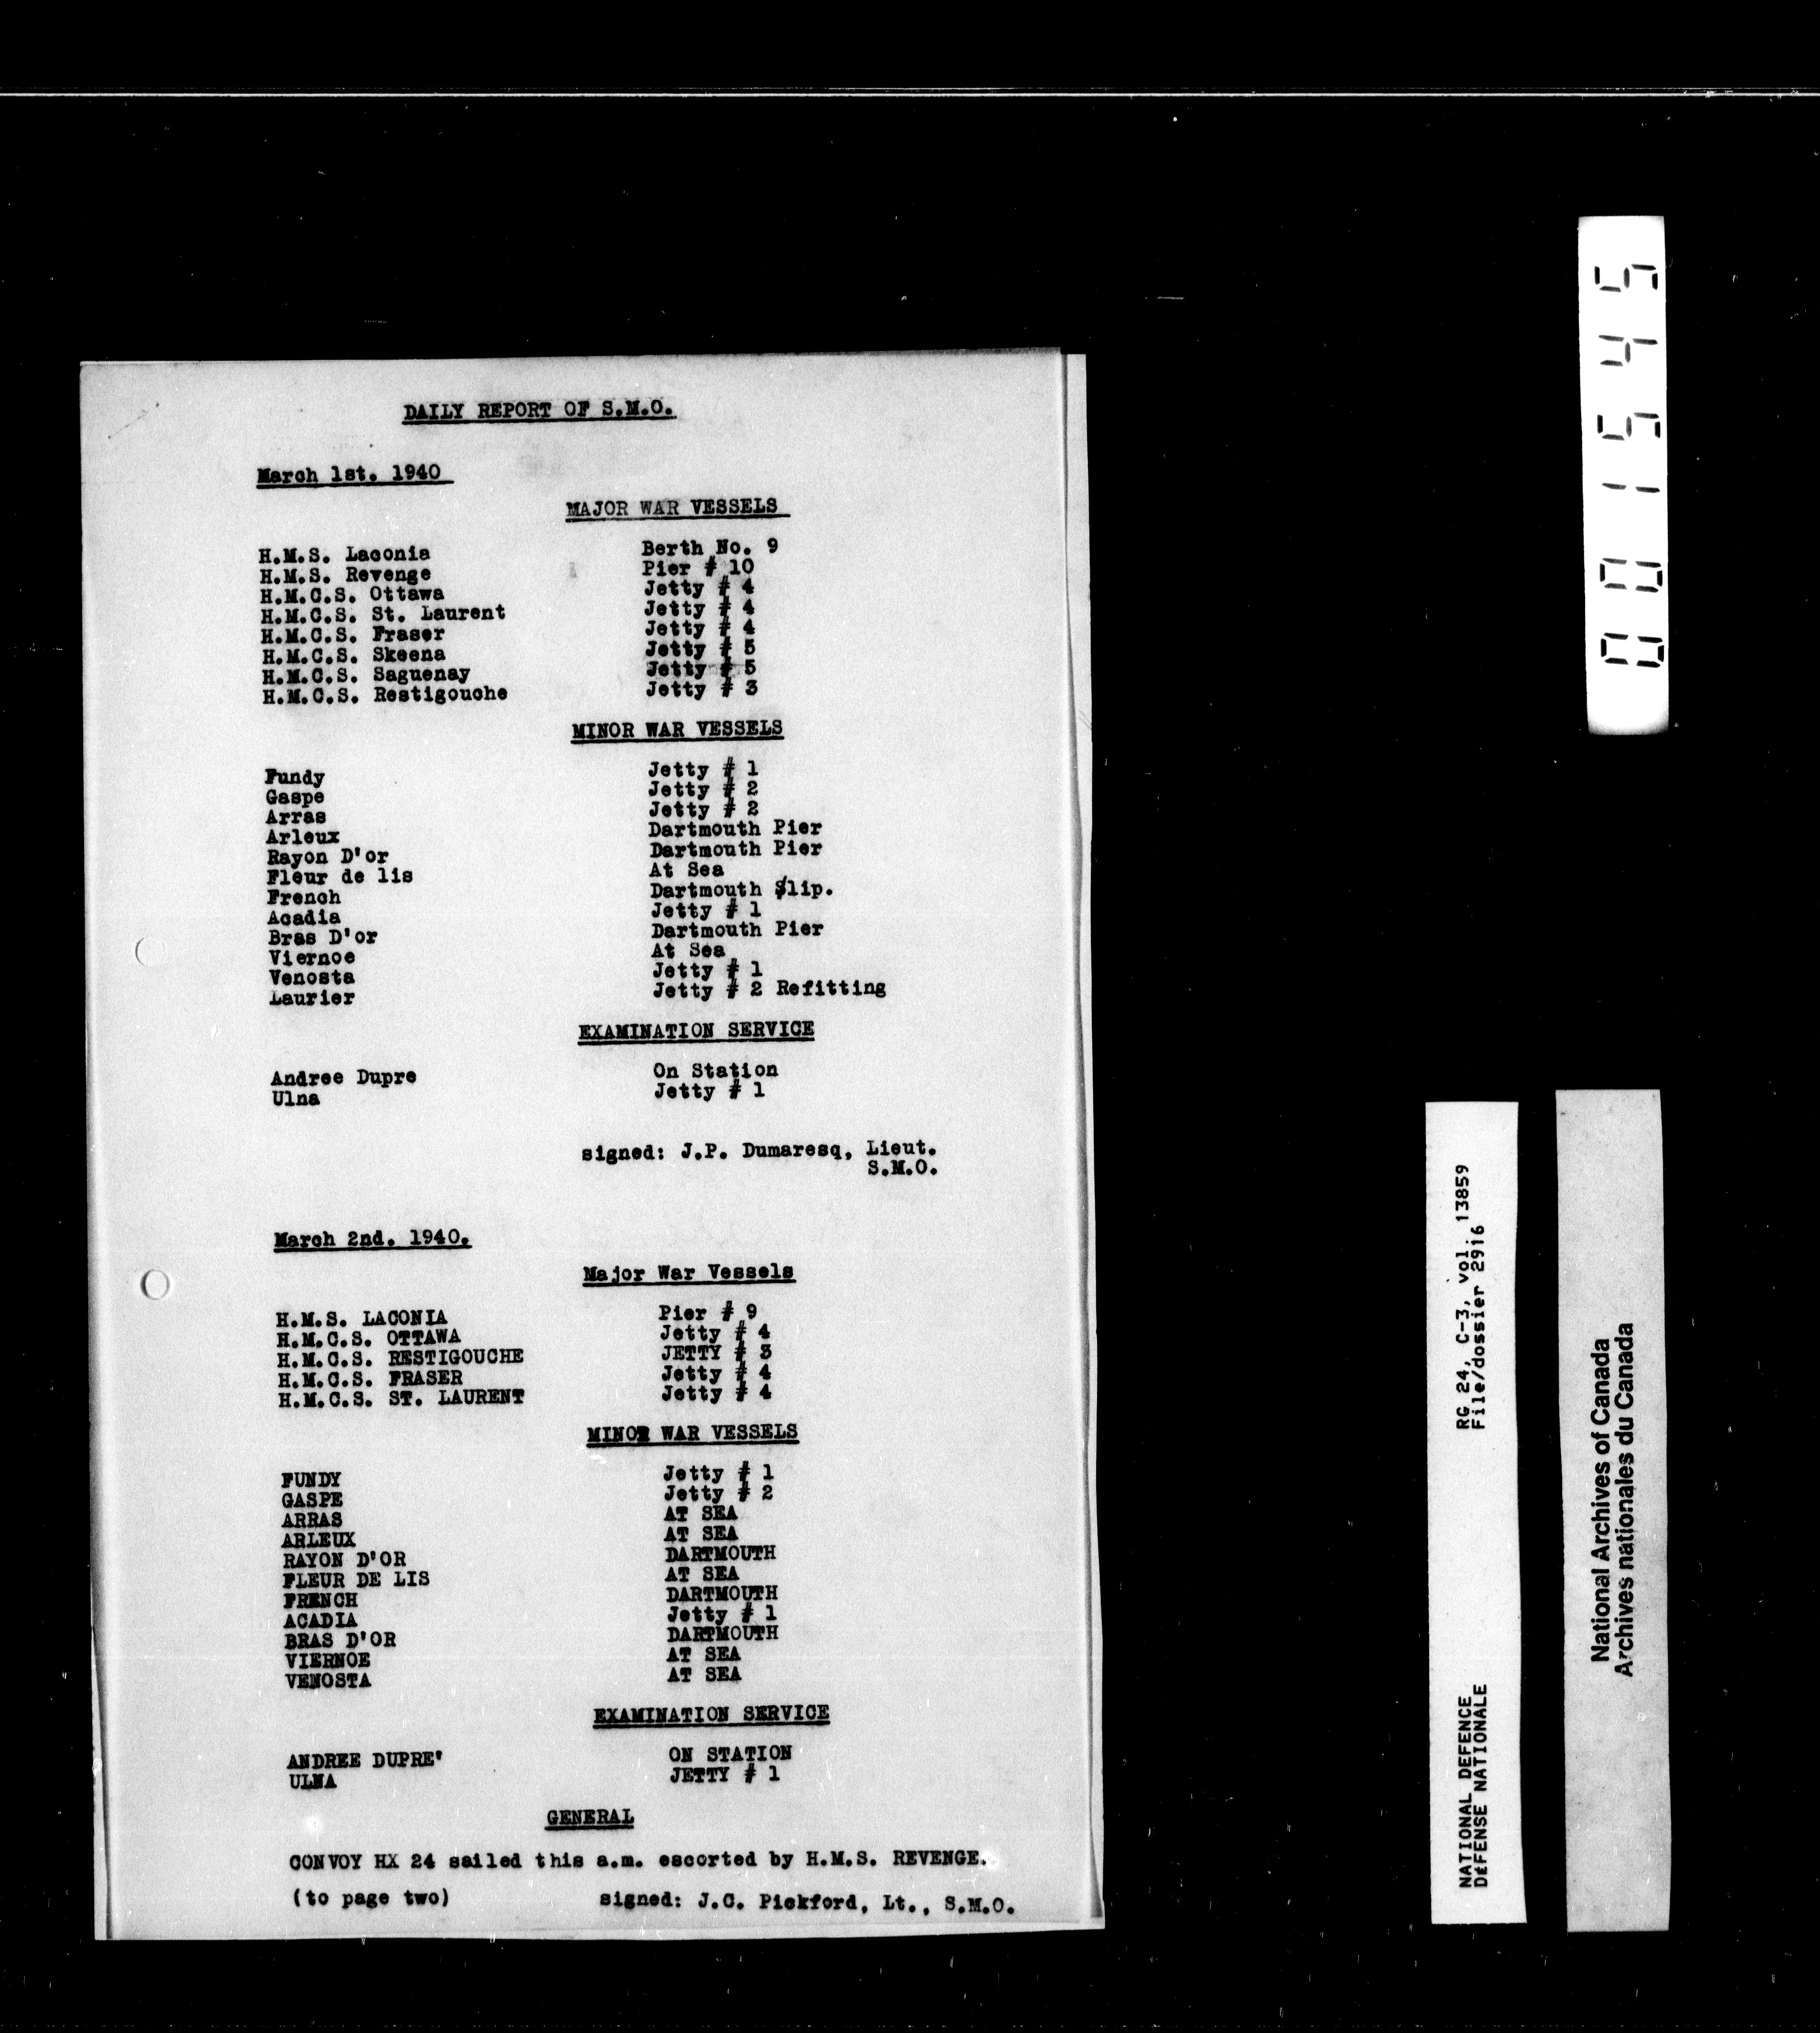 DAILY REPORT OF S.M.O.
March 1st. 1940
MAJOR WAR VESSELS
H.M.S. Laconia Berth No. 9
H.M.S. Revenge Pier # 10
H.M.C.S. Ottawa Jetty # 4
H.M.C.S. St. Laurent Jetty # 4
H.M.C.S. Fraser Jetty # 4
H.M.C.S. Skeena Jetty # 5
H.M.C.S. Saguenay Jetty # 5
H.M.C.S. Restigouche Jetty # 3
MINOR WAR VESSELS
Fundy Jetty # 1
Gaspe Jetty # 2
Arras Jetty # 2
Arleux Dartmouth Pier
Rayon D'or Dartmouth Pier
Fleur de lis At Sea
French Dartmouth Slip.
Acadia Jetty # 1
Bras D'or Dartmouth Pier
Viernoe At Sea
Venosta Jetty # 1
Laurier Jetty # 2 Refitting
EXAMINATION SERVICE
Andree Dupre On Station
Ulna Jetty # 1
signed: J.P. Dumaresq, Lieut.
S.M.O.
March 2nd. 1940.
Major War Vessels
H.M.S. LACONIA Pier # 9
H.M.C.S. OTTAWA Jetty # 4
H.M.C.S. RESTIGOUCHE JETTY # 3
H.M.C.S. FRASER Jetty # 4
H.M.C.S. ST. LAURENT Jetty # 4
MINOR WAR VESSELS
FUNDY Jetty # 1
GASPE Jetty # 2
ARRAS AT SEA
ARLEUX AT SEA
RAYON D'OR DARTMOUTH
FLEUR DE LIS AT SEA
FRENCH DARTMOUTH
ACADIA Jetty # 1
BRAS D'OR DARTMOUTH
VIERNOE AT SEA
VENOSTA AT SEA
EXAMINATION SERVICE
ANDREE DUPRE' ON STATION
ULNA JETTY # 1
GENERAL
CONVOY HX 24 sailed this a.m. escorted by H.M.S. REVENGE.
(to page two) signed: J.C. Pickford, Lt., S.M.O.
001545
NATIONAL DEFENCE RG 24, C-3, vol. 13859
DÉFENSE NATIONALE File/dossier 2916
National Archives of Canada
Archives nationales du Canada